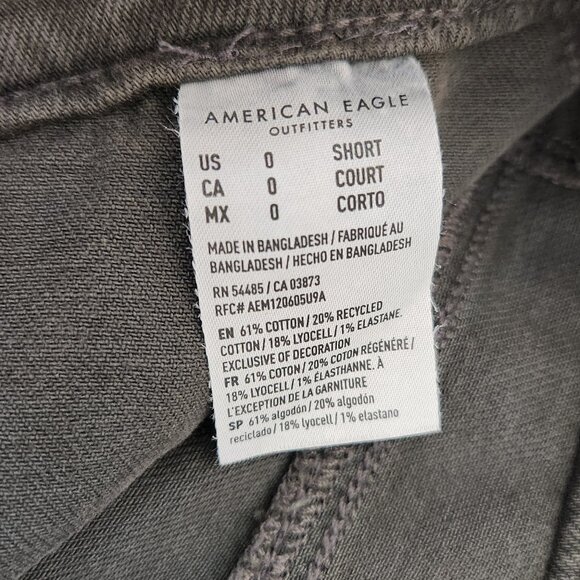 AMERICAN EAGLE
OUTFITTERS
US 0 SHORT
CA 0 COURT
MX 0 CORTO
MADE IN BANGLADESH / FABRIQUÉ AU
BANGLADESH / HECHO EN BANGLADESH
RN 54485 / CA 03873
RFC# AEM120605U9A
EN 61% COTTON / 20% RECYCLED
COTTON / 18% LYOCELL / 1% ELASTANE.
EXCLUSIVE OF DECORATION
FR 61% COTON / 20% COTON RÉGÉNÉRÉ /
18% LYOCELL / 1% ÉLASTHANNE, À
L'EXCEPTION DE LA GARNITURE
SP 61% algodón / 20% algodón
reciclado / 18% lyocell / 1% elastano